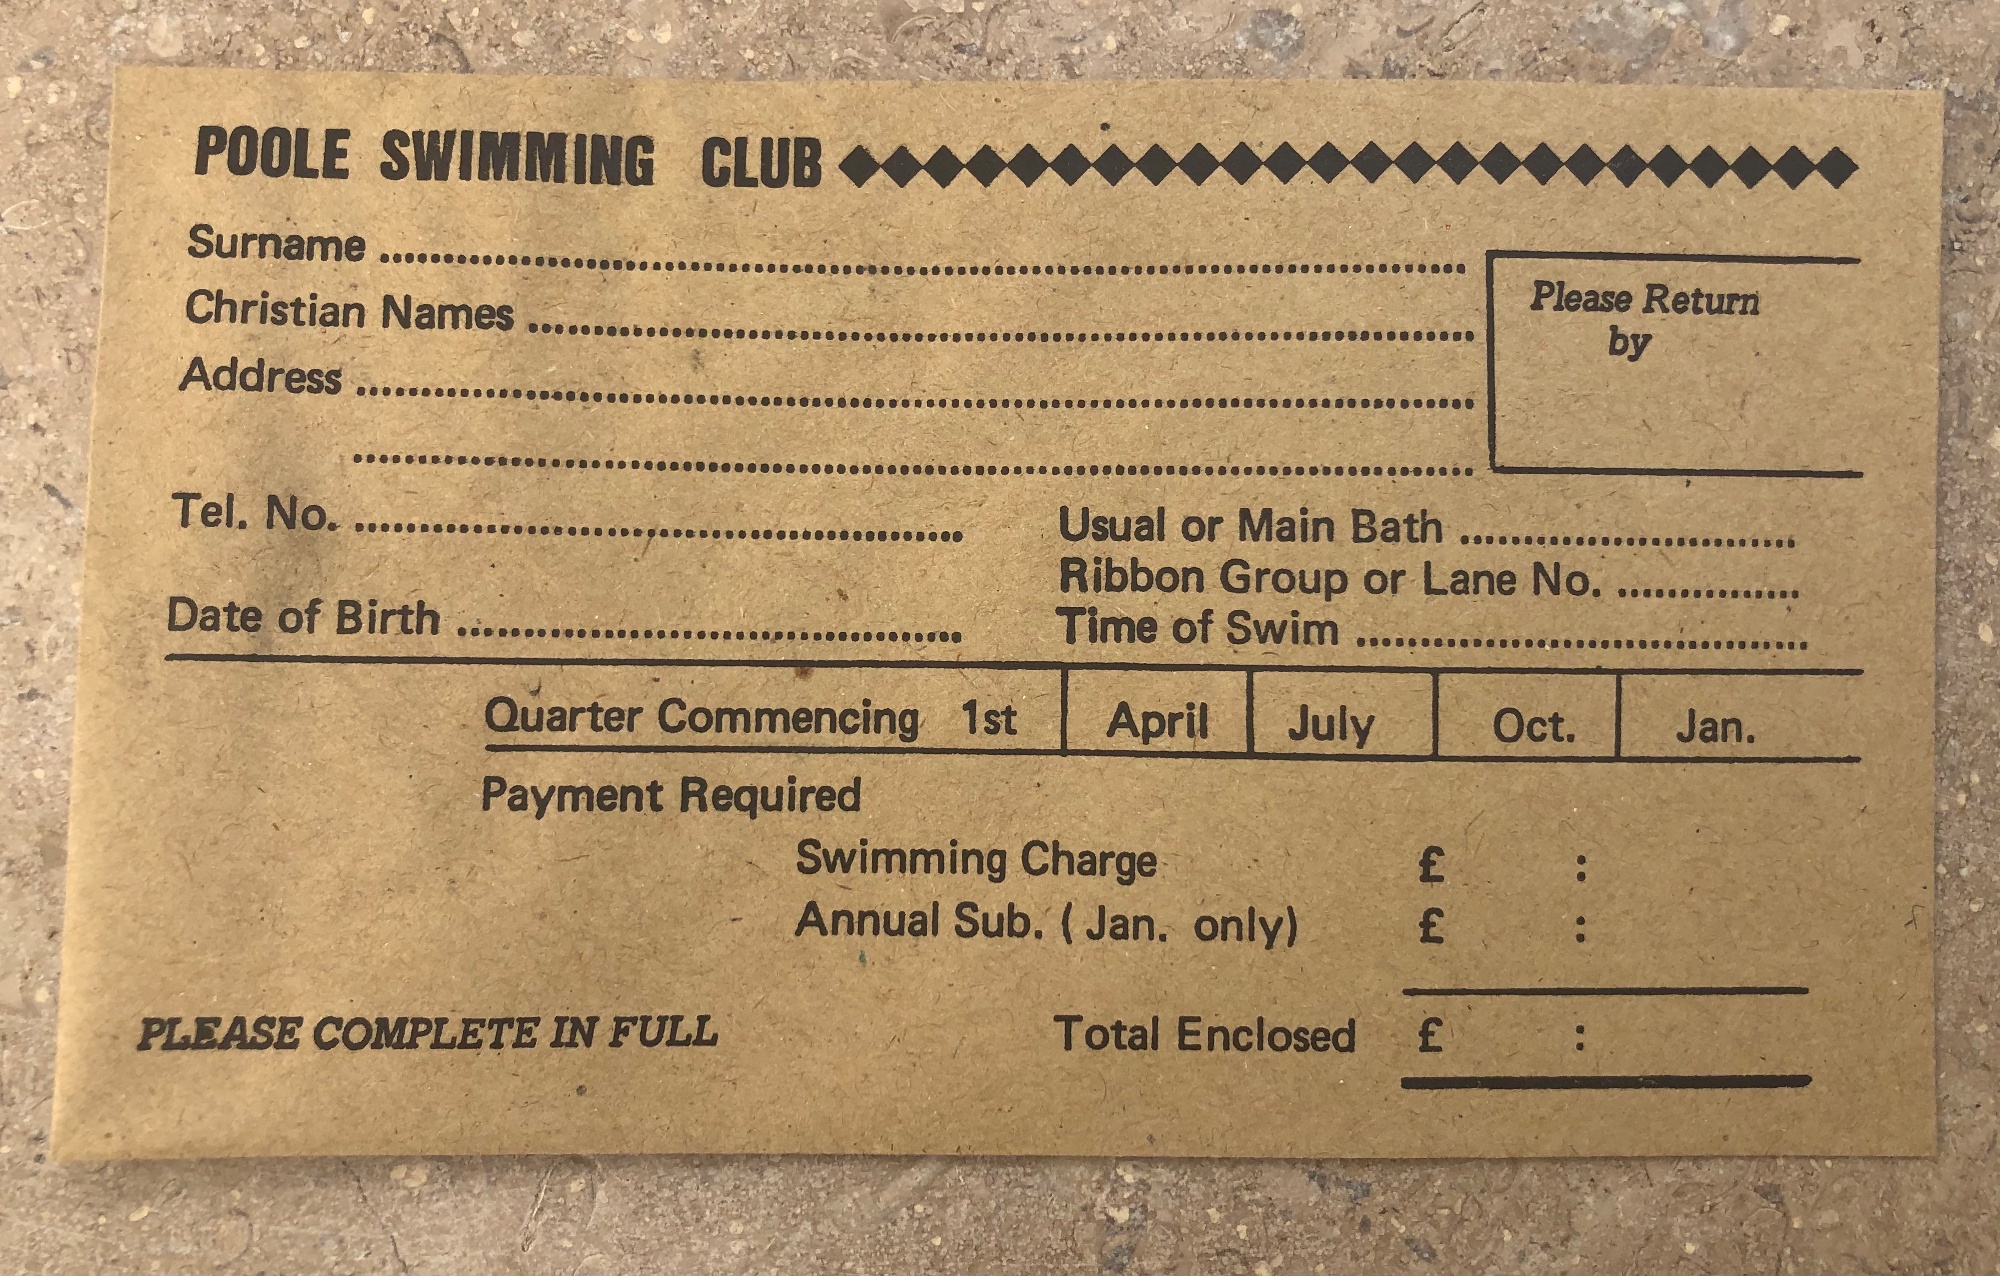 POOLE SWIMMING CLUB
Surname
Christian Names
Address
Please Return
by
Tel. No.
Date of Birth
Usual or Main Bath
Ribbon Group or Lane No.
Time of Swim
Quarter Commencing 1st April July Oct. Jan.
Payment Required
Swimming Charge £ :
Annual Sub. (Jan. only) £ :
PLEASE COMPLETE IN FULL
Total Enclosed £ :